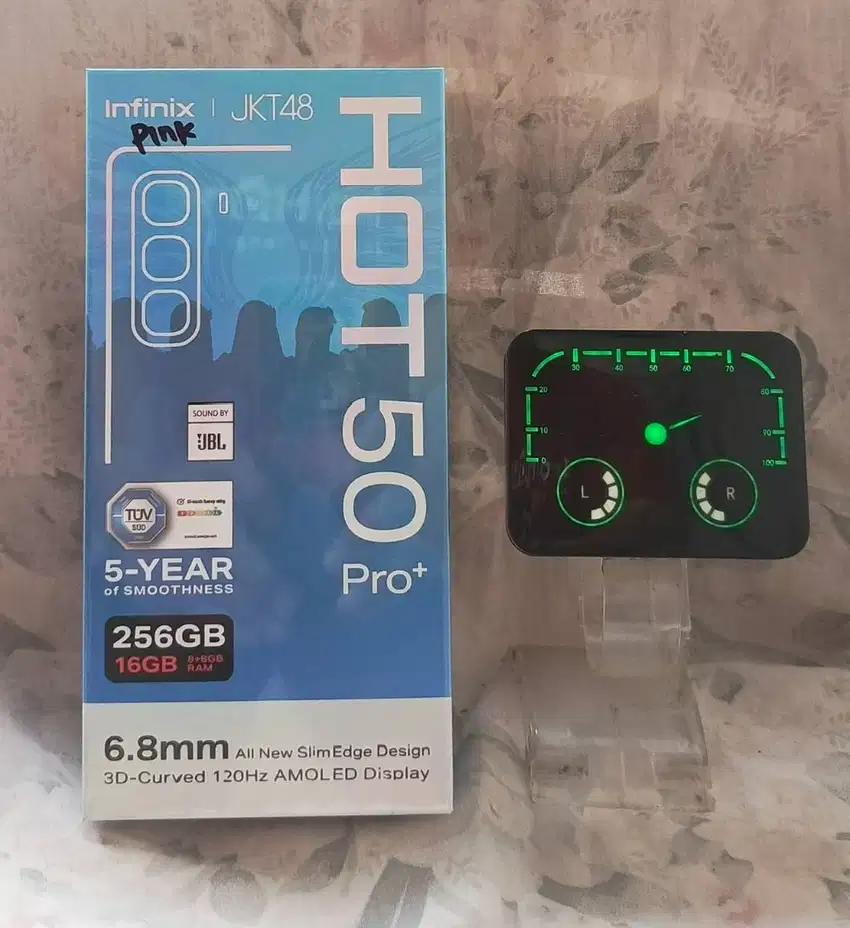 Infinix | JKT48
Pink
HOT 50
Pro+
SOUND BY
JBL
TÜV
SÜD
5-YEAR
of SMOOTHNESS
256GB
16GB 8+8GB
RAM
6.8mm All New SlimEdge Design
3D-Curved 120Hz AMOLED Display
30 40 50 60 70
20 80
10 90
0 100
L R